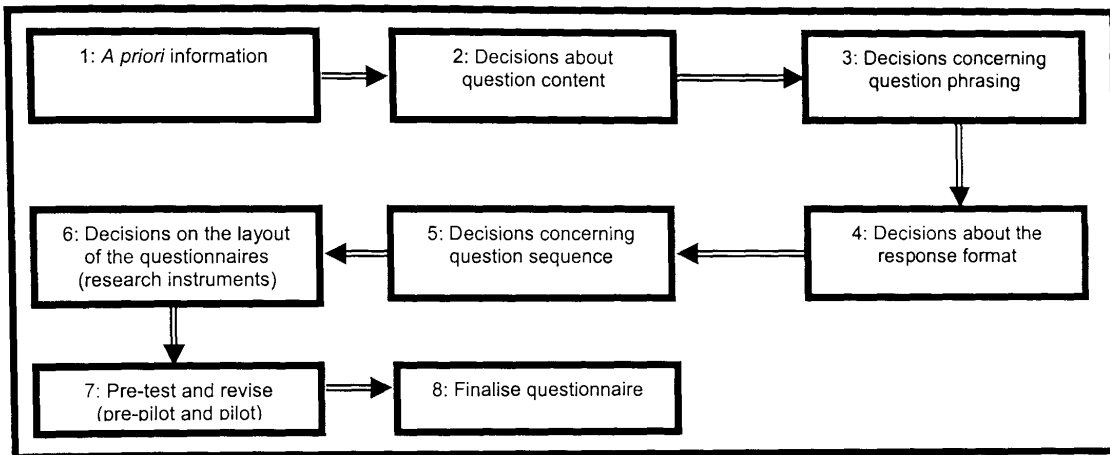 1: A priori information
2: Decisions about
question content
3: Decisions concerning
question phrasing
4: Decisions about the
response format
5: Decisions concerning
question sequence
6: Decisions on the layout
of the questionnaires
(research instruments)
7: Pre-test and revise
(pre-pilot and pilot)
8: Finalise questionnaire